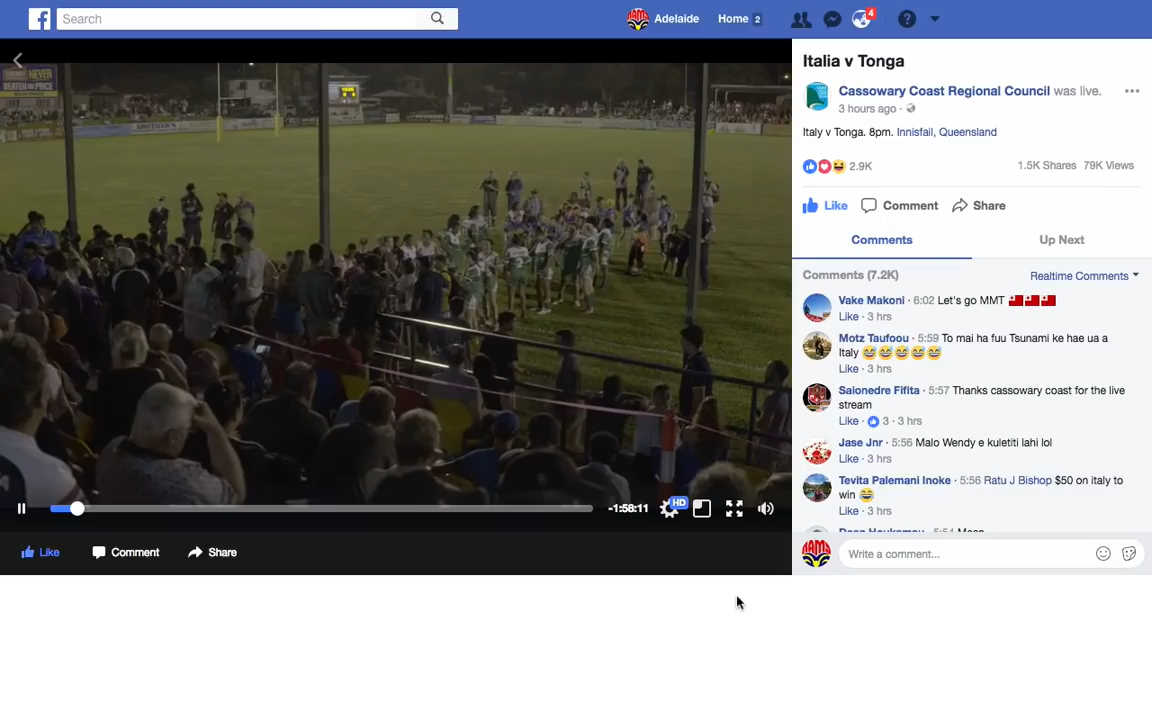 Search
Adelaide
Home 2
4
?
NEVER
BEATEN ON PRICE
BROTHER'S
-1:58:11
HD
Like
Comment
Share
Italia v Tonga
Cassowary Coast Regional Council was live.
3 hours ago ·
Italy v Tonga. 8pm. Innisfail, Queensland
2.9K
1.5K Shares 79K Views
Like
Comment
Share
Comments
Up Next
Comments (7.2K)
Realtime Comments
Vake Makoni · 6:02 Let's go MMT 🇹🇴🇹🇴🇹🇴
Like · 3 hrs
Motz Taufoou · 5:59 To mai ha fuu Tsunami ke hae ua a
Italy 😅😅😅😅😅
Like · 3 hrs
Saionedre Fifita · 5:57 Thanks cassowary coast for the live
stream
Like · 3 · 3 hrs
Jase Jnr · 5:56 Malo Wendy e kuletiti lahi lol
Like · 3 hrs
Tevita Palemani Inoke · 5:56 Ratu J Bishop $50 on italy to
win 😂
Like · 3 hrs
Write a comment...